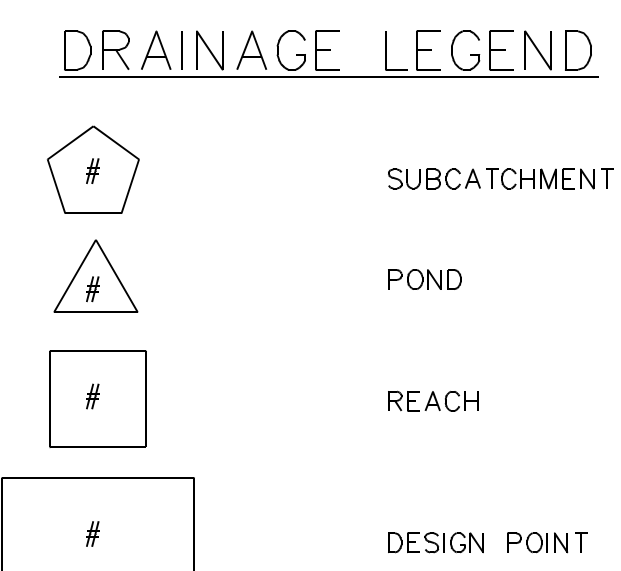 DRAINAGE LEGEND
# SUBCATCHMENT
# POND
# REACH
# DESIGN POINT